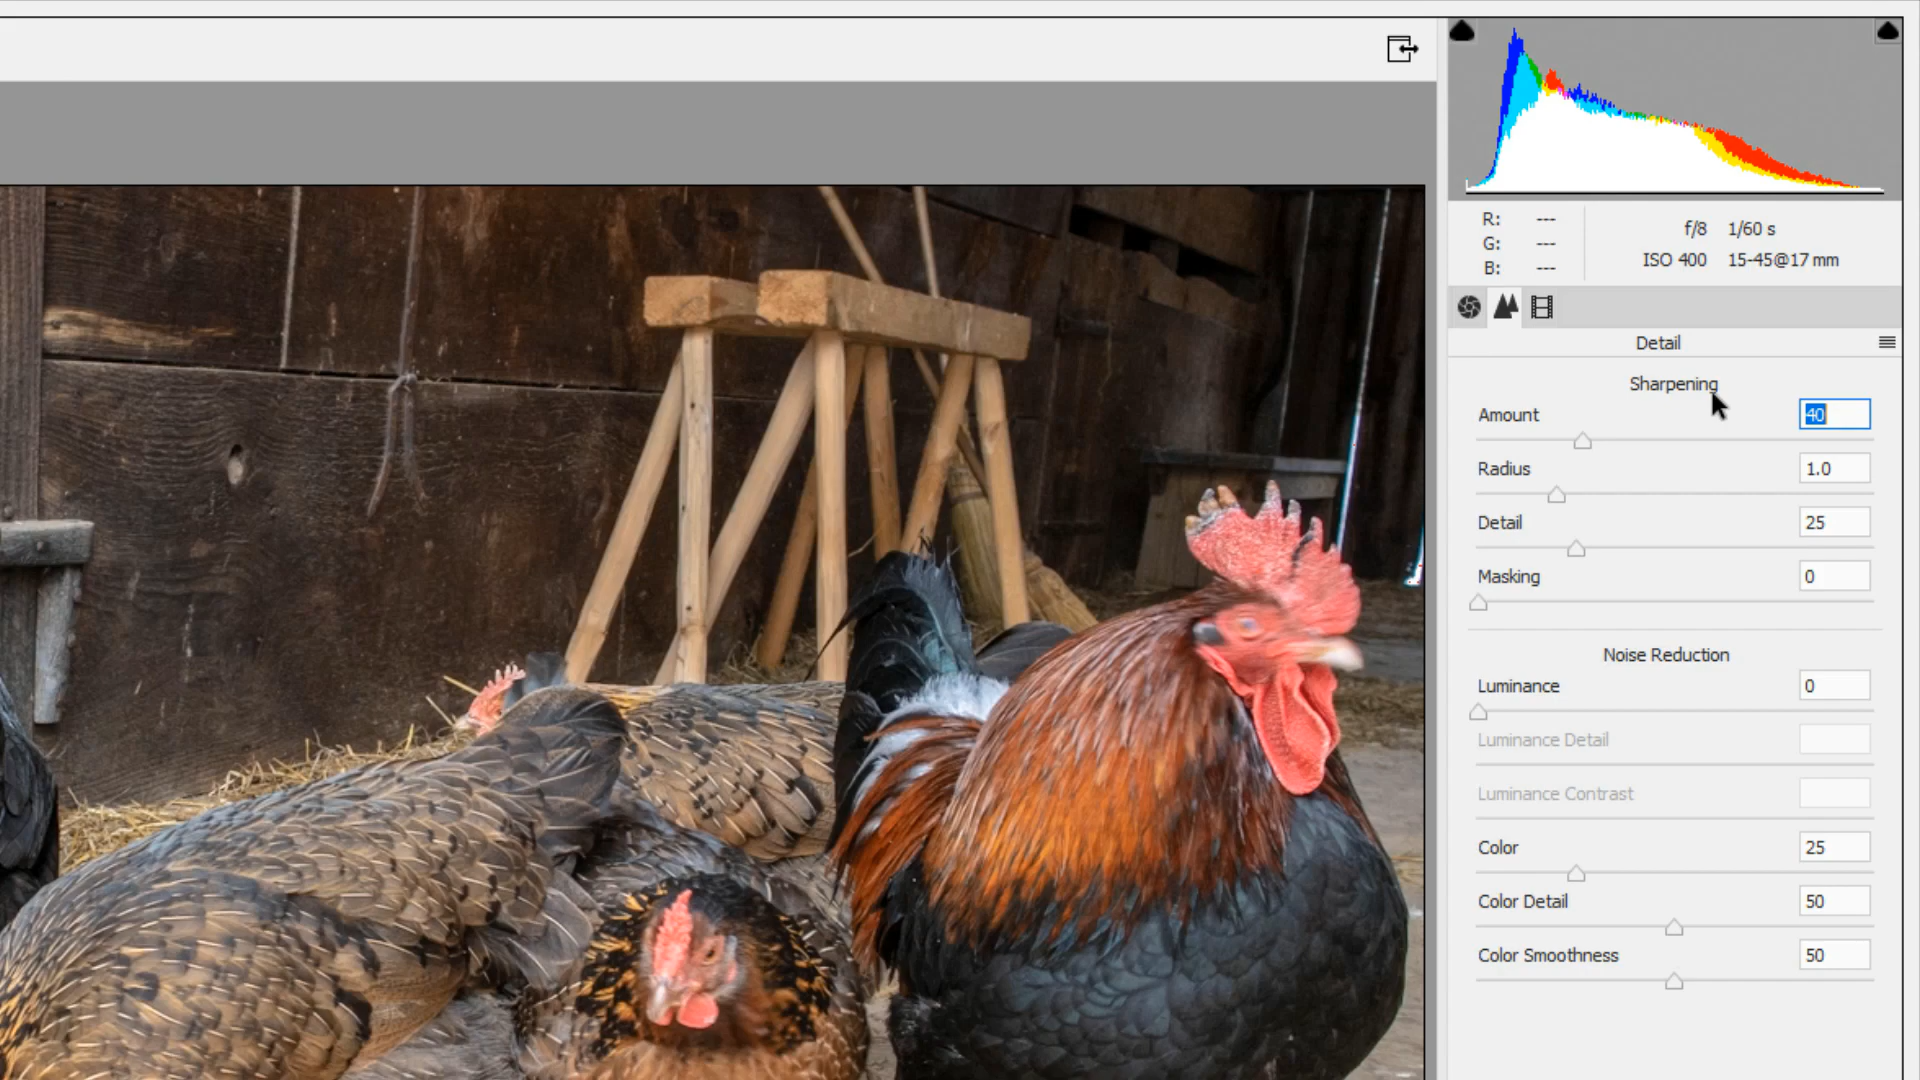 R: ---
G: ---
B: ---
f/8 1/60 s
ISO 400 15-45@17 mm
Detail
Sharpening
Amount 40
Radius 1.0
Detail 25
Masking 0
Noise Reduction
Luminance 0
Luminance Detail
Luminance Contrast
Color 25
Color Detail 50
Color Smoothness 50